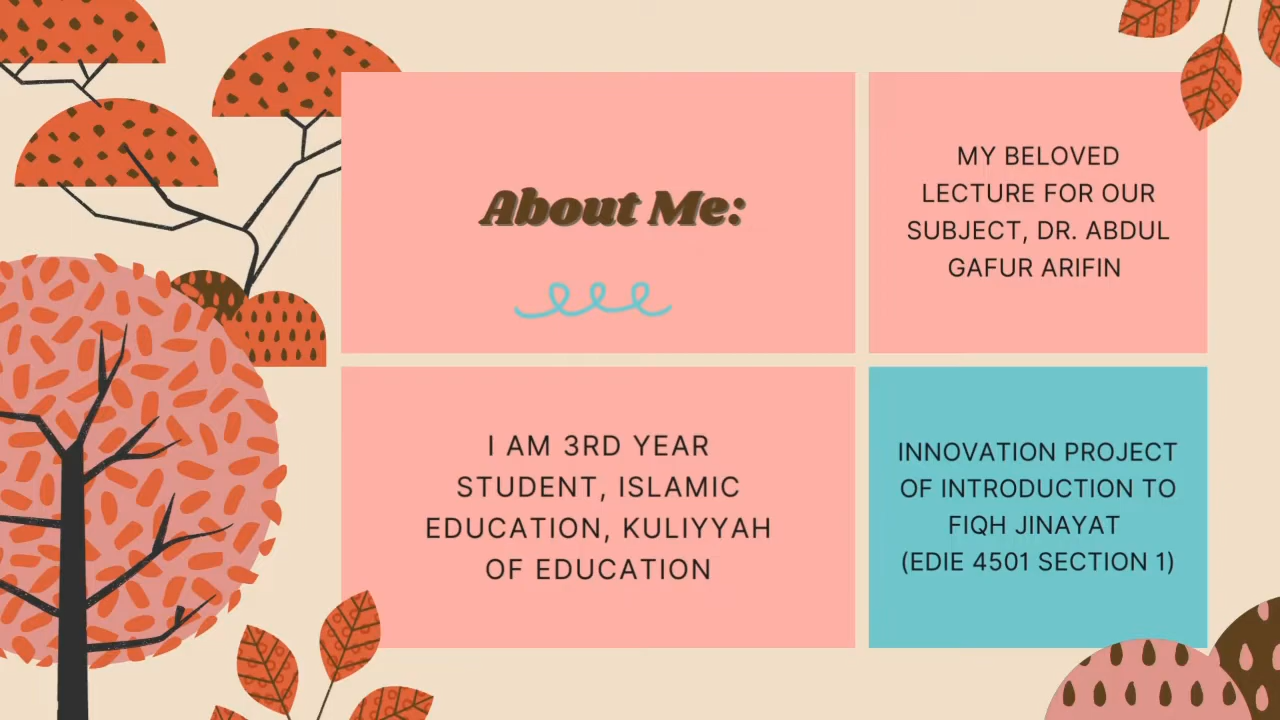 About Me:
MY BELOVED
LECTURE FOR OUR
SUBJECT, DR. ABDUL
GAFUR ARIFIN
I AM 3RD YEAR
STUDENT, ISLAMIC
EDUCATION, KULIYYAH
OF EDUCATION
INNOVATION PROJECT
OF INTRODUCTION TO
FIQH JINAYAT
(EDIE 4501 SECTION 1)